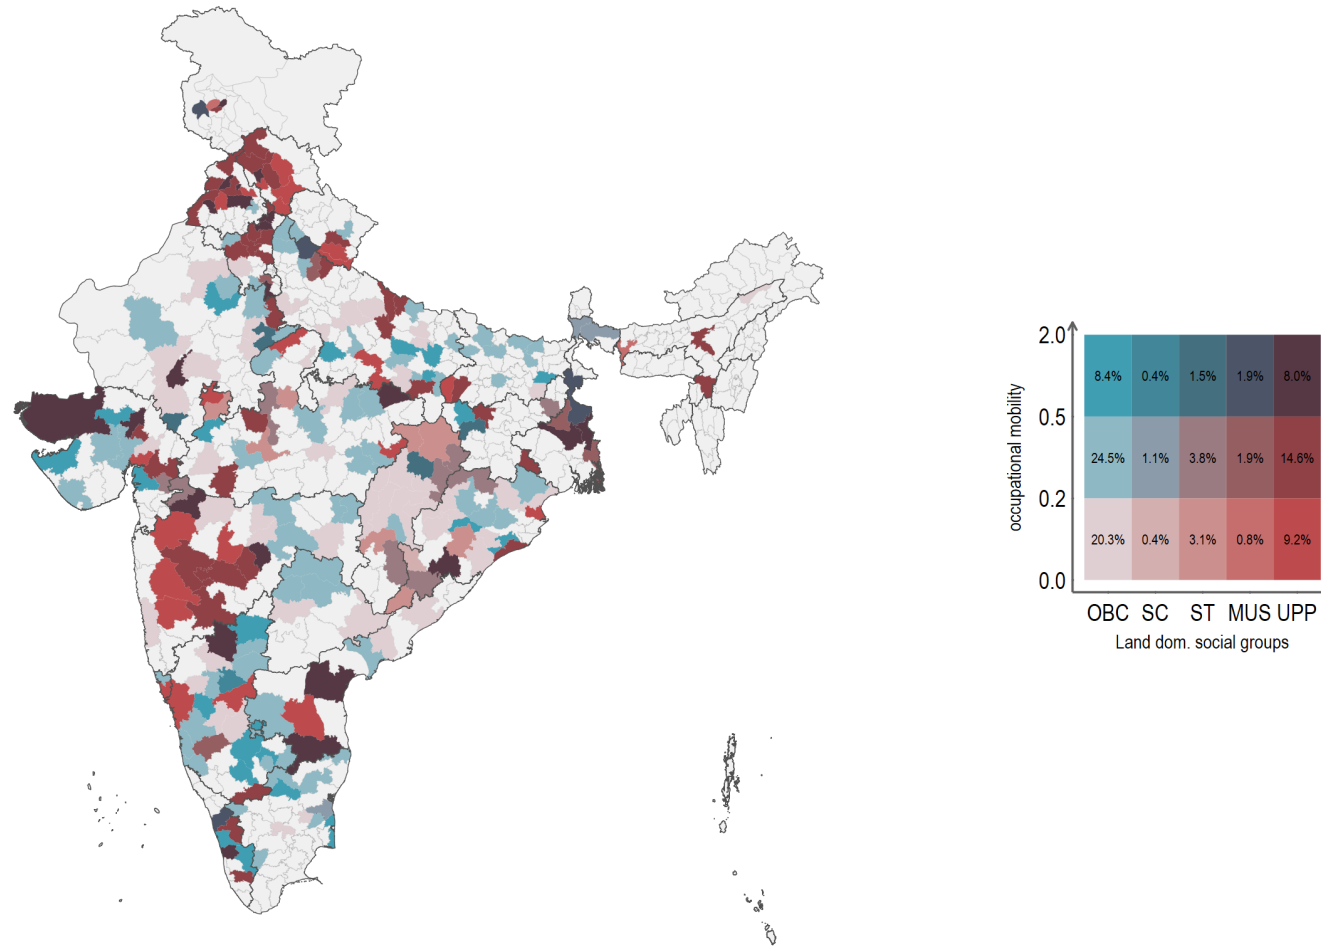 2.0
8.4% 0.4% 1.5% 1.9% 8.0%
0.5
24.5% 1.1% 3.8% 1.9% 14.6%
0.2
20.3% 0.4% 3.1% 0.8% 9.2%
0.0
occupational mobility
OBC SC ST MUS UPP
Land dom. social groups